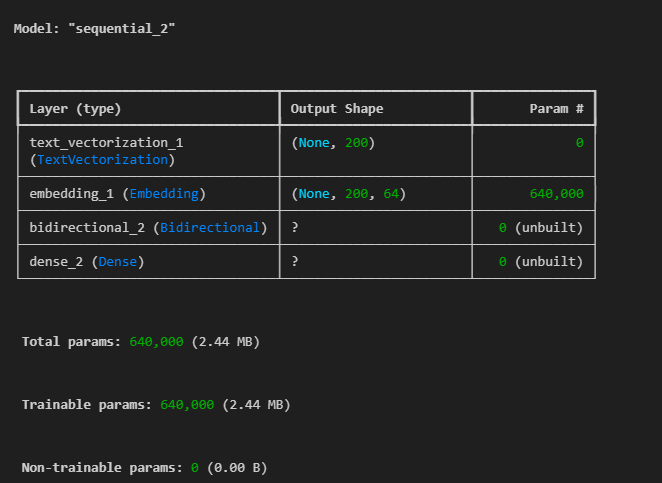 Model: "sequential_2"
Layer (type) Output Shape Param #
text_vectorization_1 (None, 200) 0
(TextVectorization)
embedding_1 (Embedding) (None, 200, 64) 640,000
bidirectional_2 (Bidirectional) ? 0 (unbuilt)
dense_2 (Dense) ? 0 (unbuilt)
Total params: 640,000 (2.44 MB)
Trainable params: 640,000 (2.44 MB)
Non-trainable params: 0 (0.00 B)